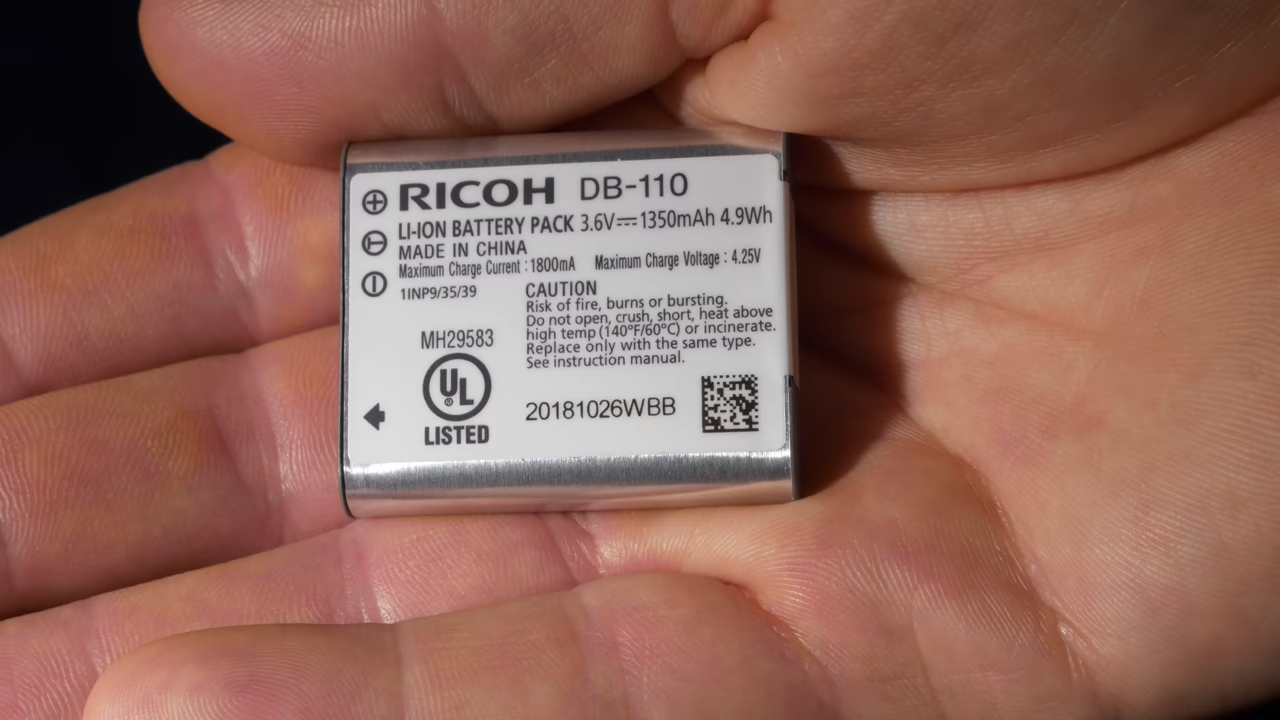 RICOH DB-110
LI-ION BATTERY PACK 3.6V⎓1350mAh 4.9Wh
MADE IN CHINA
Maximum Charge Current : 1800mA Maximum Charge Voltage : 4.25V
1INP9/35/39
CAUTION
Risk of fire, burns or bursting.
Do not open, crush, short, heat above
high temp (140°F/60°C) or incinerate.
Replace only with the same type.
See instruction manual.
MH29583
UL
®
LISTED
20181026WBB